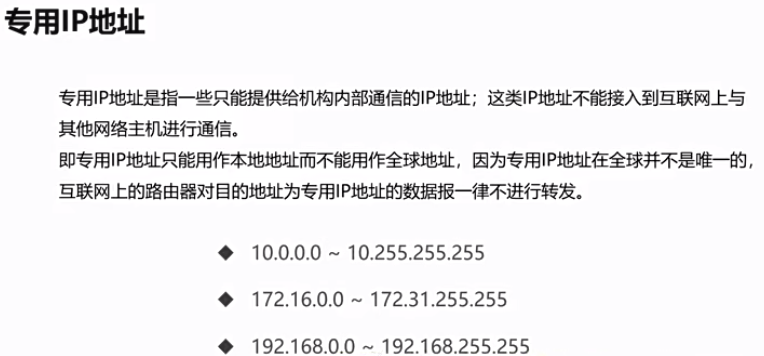 专用IP地址
专用IP地址是指一些只能提供给机构内部通信的IP地址；这类IP地址不能接入到互联网上与
其他网络主机进行通信。
即专用IP地址只能用作本地地址而不能用作全球地址，因为专用IP地址在全球并不是唯一的，
互联网上的路由器对目的地址为专用IP地址的数据报一律不进行转发。
◆ 10.0.0.0 ~ 10.255.255.255
◆ 172.16.0.0 ~ 172.31.255.255
◆ 192.168.0.0 ~ 192.168.255.255